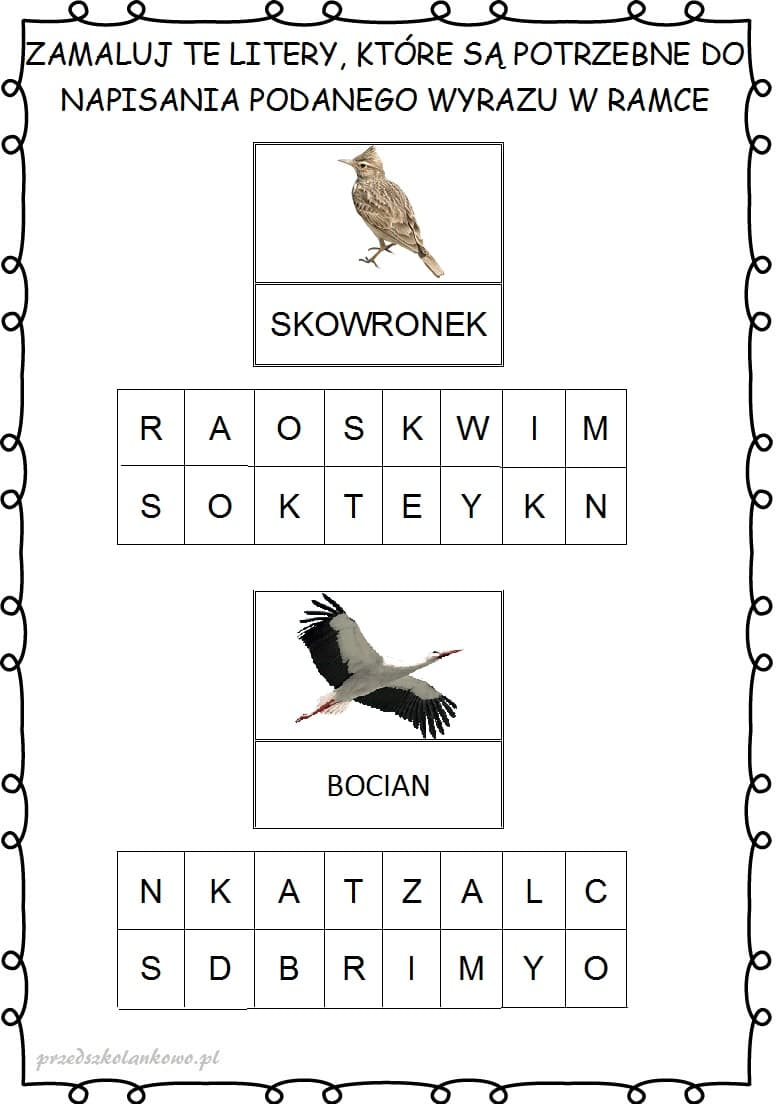 ZAMALUJ TE LITERY, KTÓRE SĄ POTRZEBNE DO
NAPISANIA PODANEGO WYRAZU W RAMCE
SKOWRONEK
R A O S K W I M
S O K T E Y K N
BOCIAN
N K A T Z A L C
S D B R I M Y O
przedszkolankowo.pl